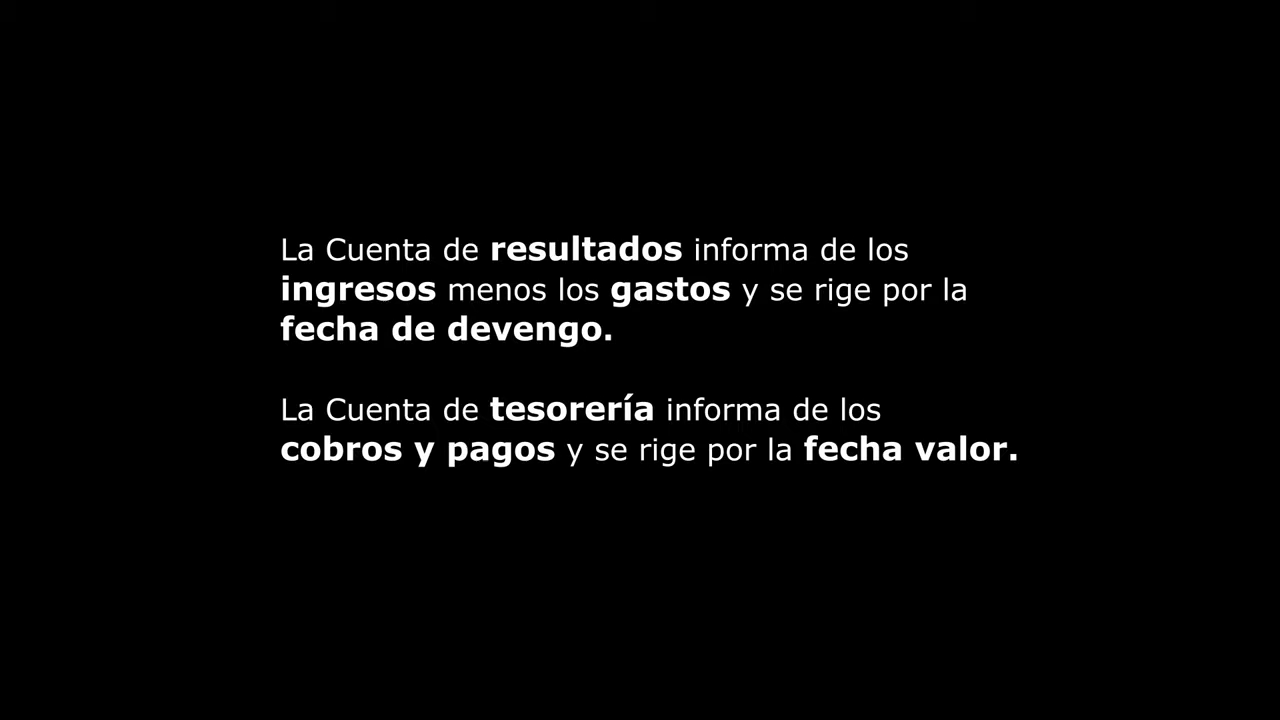 La Cuenta de resultados informa de los
ingresos menos los gastos y se rige por la
fecha de devengo.
La Cuenta de tesorería informa de los
cobros y pagos y se rige por la fecha valor.